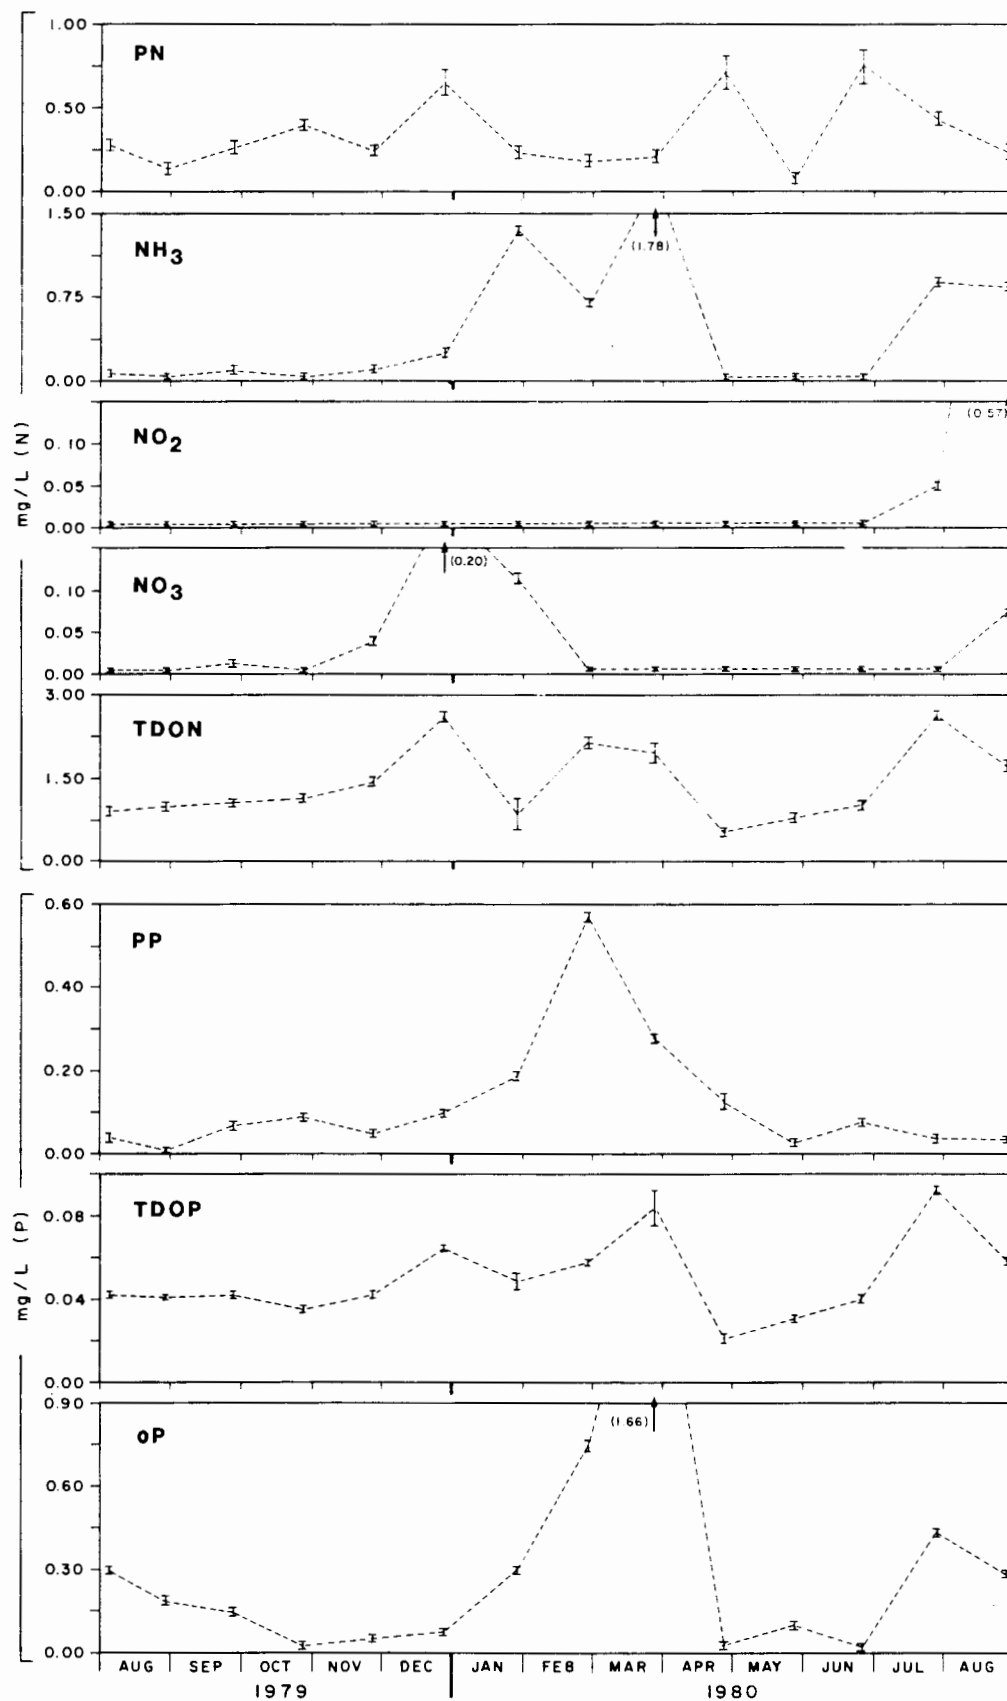 1.00
PN
0.50
0.00
1.50
NH3
(1.78)
0.75
0.00
(0.57)
NO2
0.10
0.05
0.00
(0.20)
NO3
0.10
0.05
0.00
3.00
TDON
1.50
0.00
mg/L (N)
0.60
PP
0.40
0.20
0.00
TDOP
0.08
0.04
0.00
mg/L (P)
0.90
(1.66)
oP
0.60
0.30
0.00
AUG SEP OCT NOV DEC JAN FEB MAR APR MAY JUN JUL AUG
1979 1980